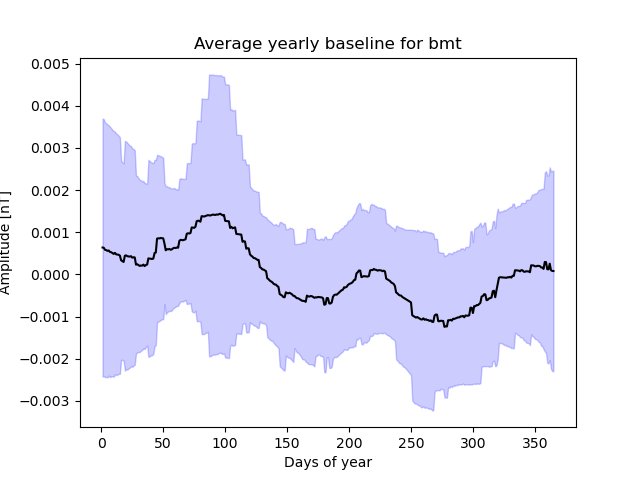 Average yearly baseline for bmt
Amplitude [nT]
0.005
0.004
0.003
0.002
0.001
0.000
−0.001
−0.002
−0.003
0 50 100 150 200 250 300 350
Days of year